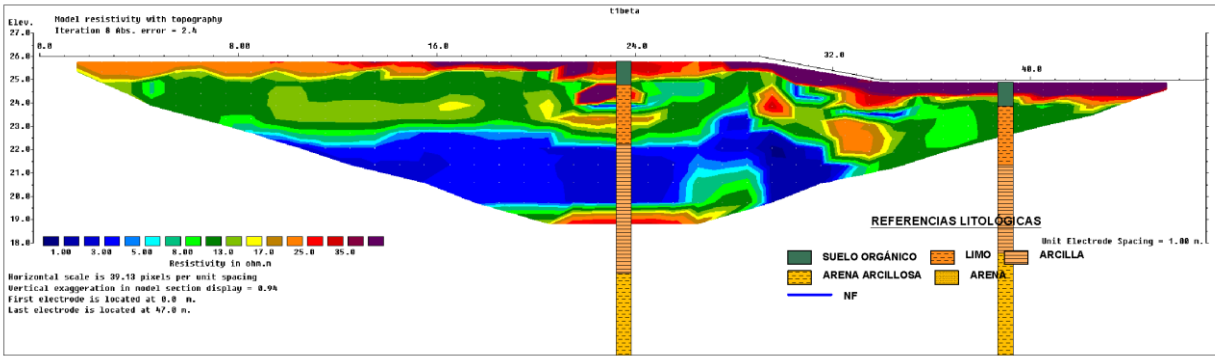 t1beta
Model resistivity with topography
Elev. Iteration 8 Abs. error = 2.4
27.0
0.0 8.00 16.0 24.0 32.0 40.0
26.0
25.0
24.0
23.0
22.0
21.0
20.0
19.0
18.0
REFERENCIAS LITOLÓGICAS
Unit Electrode Spacing = 1.00 m.
SUELO ORGÁNICO LIMO ARCILLA
ARENA ARCILLOSA ARENA
NF
1.00 3.00 5.00 8.00 13.0 17.0 25.0 35.0
Resistivity in ohm.m
Horizontal scale is 39.13 pixels per unit spacing
Vertical exaggeration in model section display = 0.94
First electrode is located at 0.0 m.
Last electrode is located at 47.0 m.